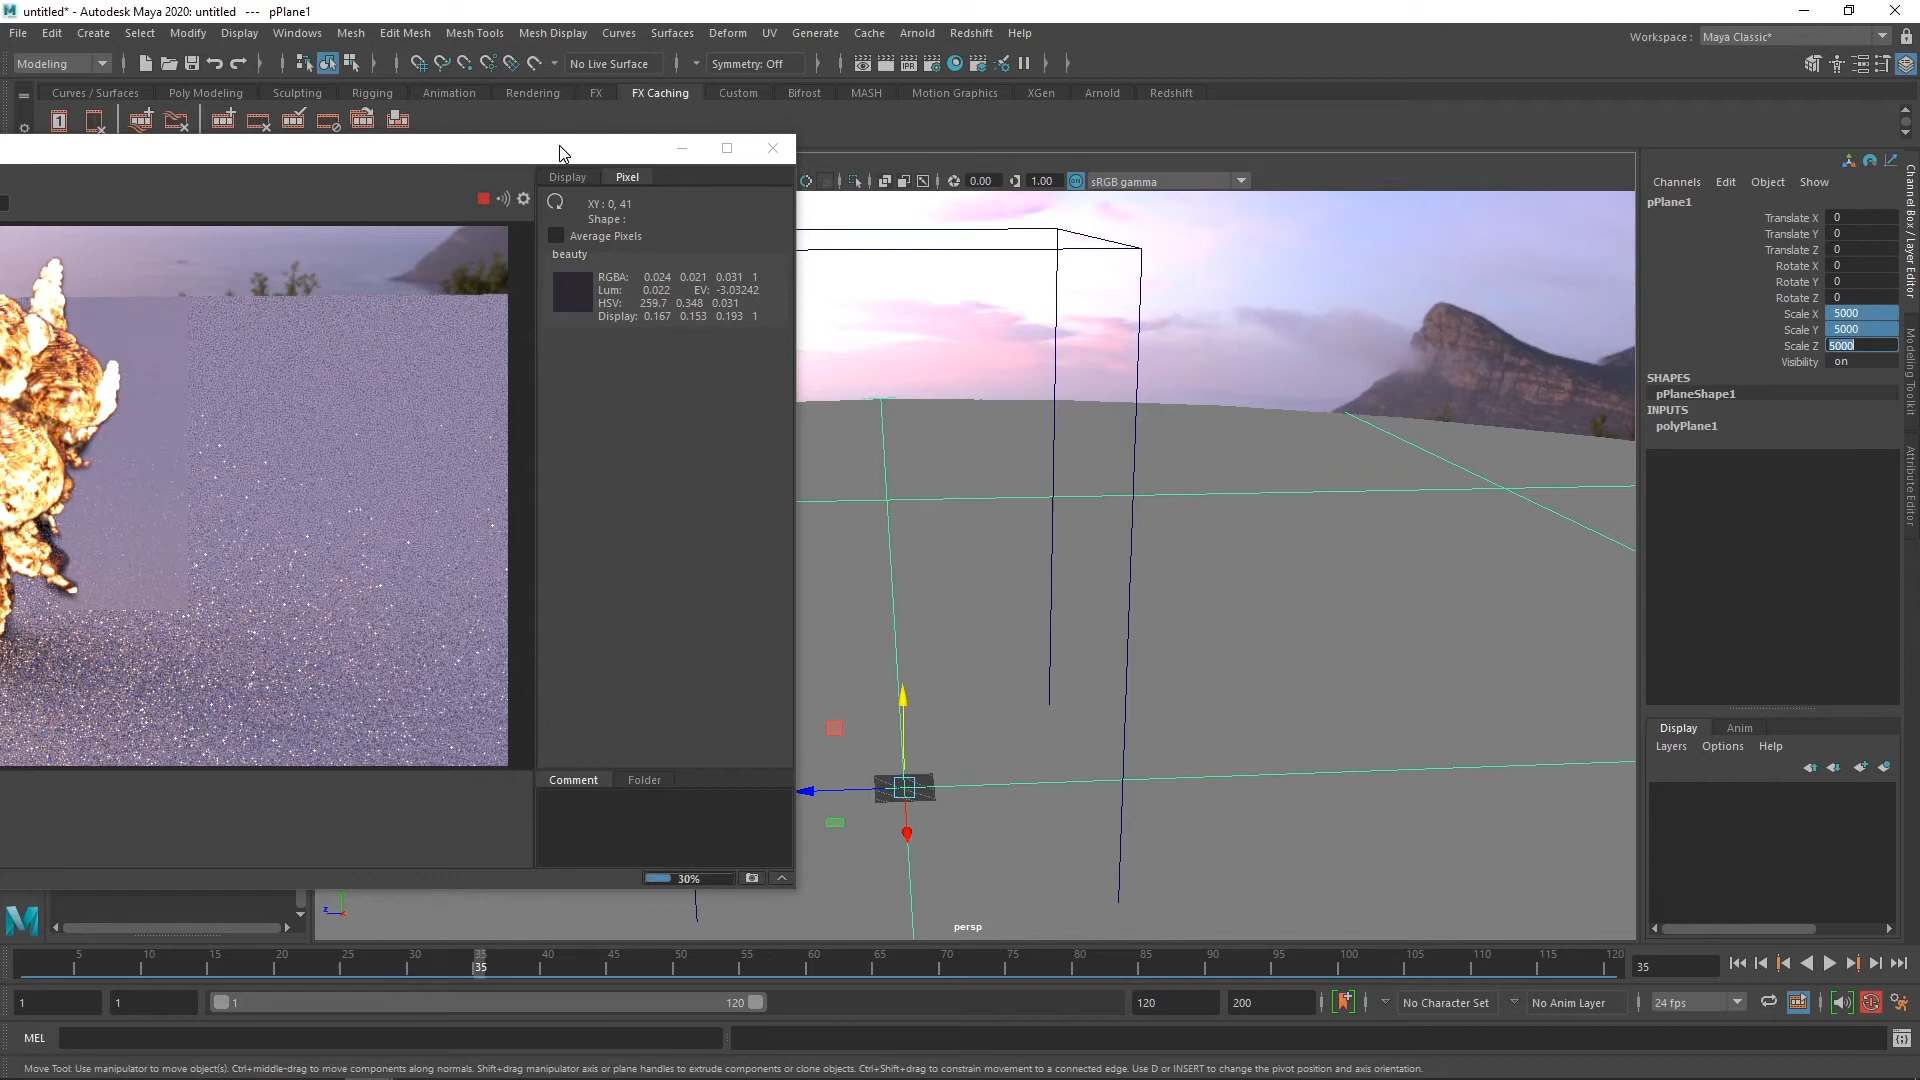 untitled* - Autodesk Maya 2020: untitled --- pPlane1
File Edit Create Select Modify Display Windows Mesh Edit Mesh Mesh Tools Mesh Display Curves Surfaces Deform UV Generate Cache Arnold Redshift Help
Workspace : Maya Classic*
Modeling No Live Surface Symmetry: Off
Curves / Surfaces Poly Modeling Sculpting Rigging Animation Rendering FX FX Caching Custom Bifrost MASH Motion Graphics XGen Arnold Redshift
Display Pixel
XY : 0, 41
Shape :
Average Pixels
beauty
RGBA: 0.024 0.021 0.031 1
Lum: 0.022 EV: -3.03242
HSV: 259.7 0.348 0.031
Display: 0.167 0.153 0.193 1
Comment Folder
30%
0.00 1.00 ON sRGB gamma
persp
Channels Edit Object Show
pPlane1
Translate X 0
Translate Y 0
Translate Z 0
Rotate X 0
Rotate Y 0
Rotate Z 0
Scale X 5000
Scale Y 5000
Scale Z 5000
Visibility on
SHAPES
pPlaneShape1
INPUTS
polyPlane1
Display Anim
Layers Options Help
Channel Box / Layer Editor
Modeling Toolkit
Attribute Editor
z
5 10 15 20 25 30 35 40 45 50 55 60 65 70 75 80 85 90 95 100 105 110 115 120
35
35
1 1 1 120 120 200 No Character Set No Anim Layer 24 fps
MEL
Move Tool: Use manipulator to move object(s). Ctrl+middle-drag to move components along normals. Shift+drag manipulator axis or plane handles to extrude components or clone objects. Ctrl+Shift+drag to constrain movement to a connected edge. Use D or INSERT to change the pivot position and axis orientation.